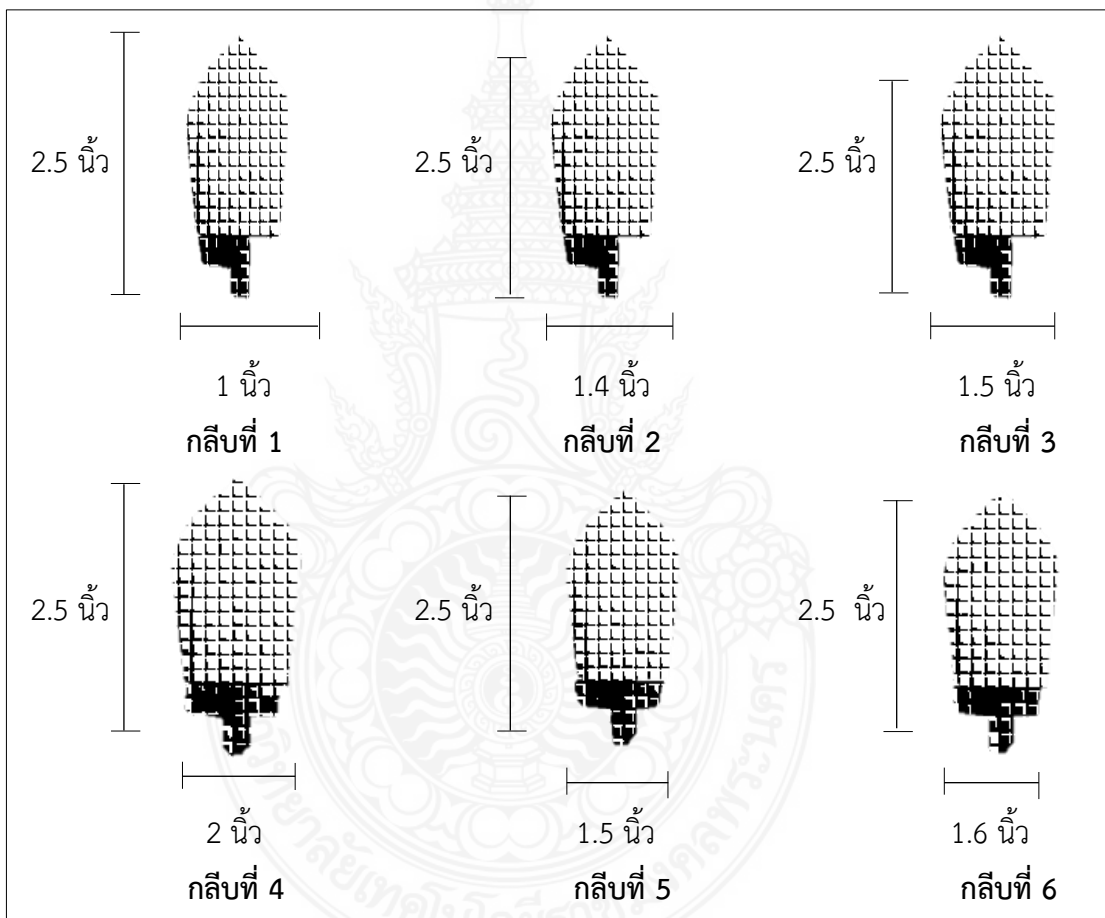 2.5 นิ้ว 2.5 นิ้ว 2.5 นิ้ว
1 นิ้ว 1.4 นิ้ว 1.5 นิ้ว
กลีบที่ 1 กลีบที่ 2 กลีบที่ 3
2.5 นิ้ว 2.5 นิ้ว 2.5 นิ้ว
2 นิ้ว 1.5 นิ้ว 1.6 นิ้ว
กลีบที่ 4 กลีบที่ 5 กลีบที่ 6